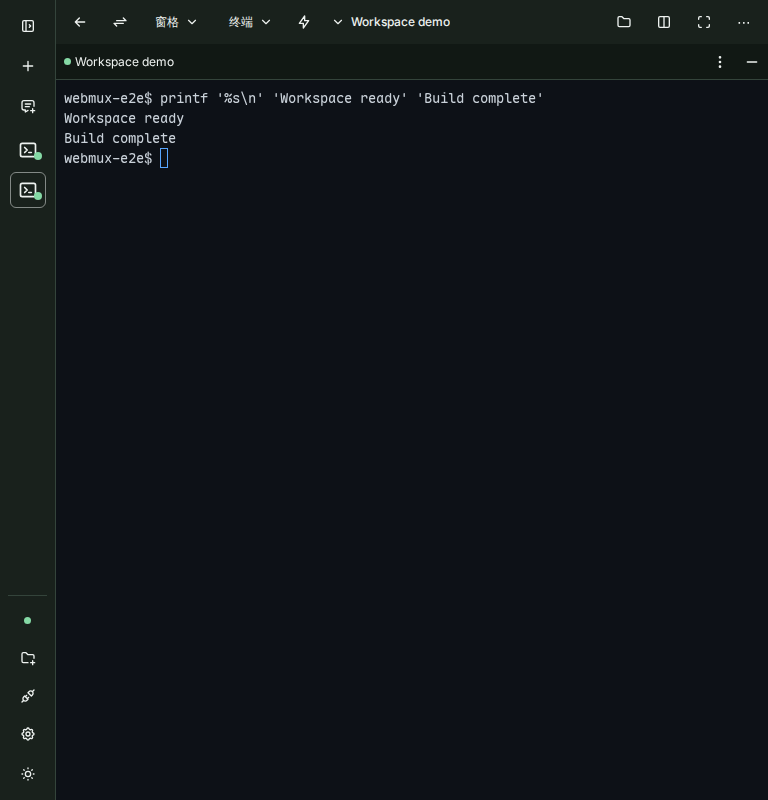 窗格 终端 Workspace demo
Workspace demo
webmux-e2e$ printf '%s\n' 'Workspace ready' 'Build complete'
Workspace ready
Build complete
webmux-e2e$